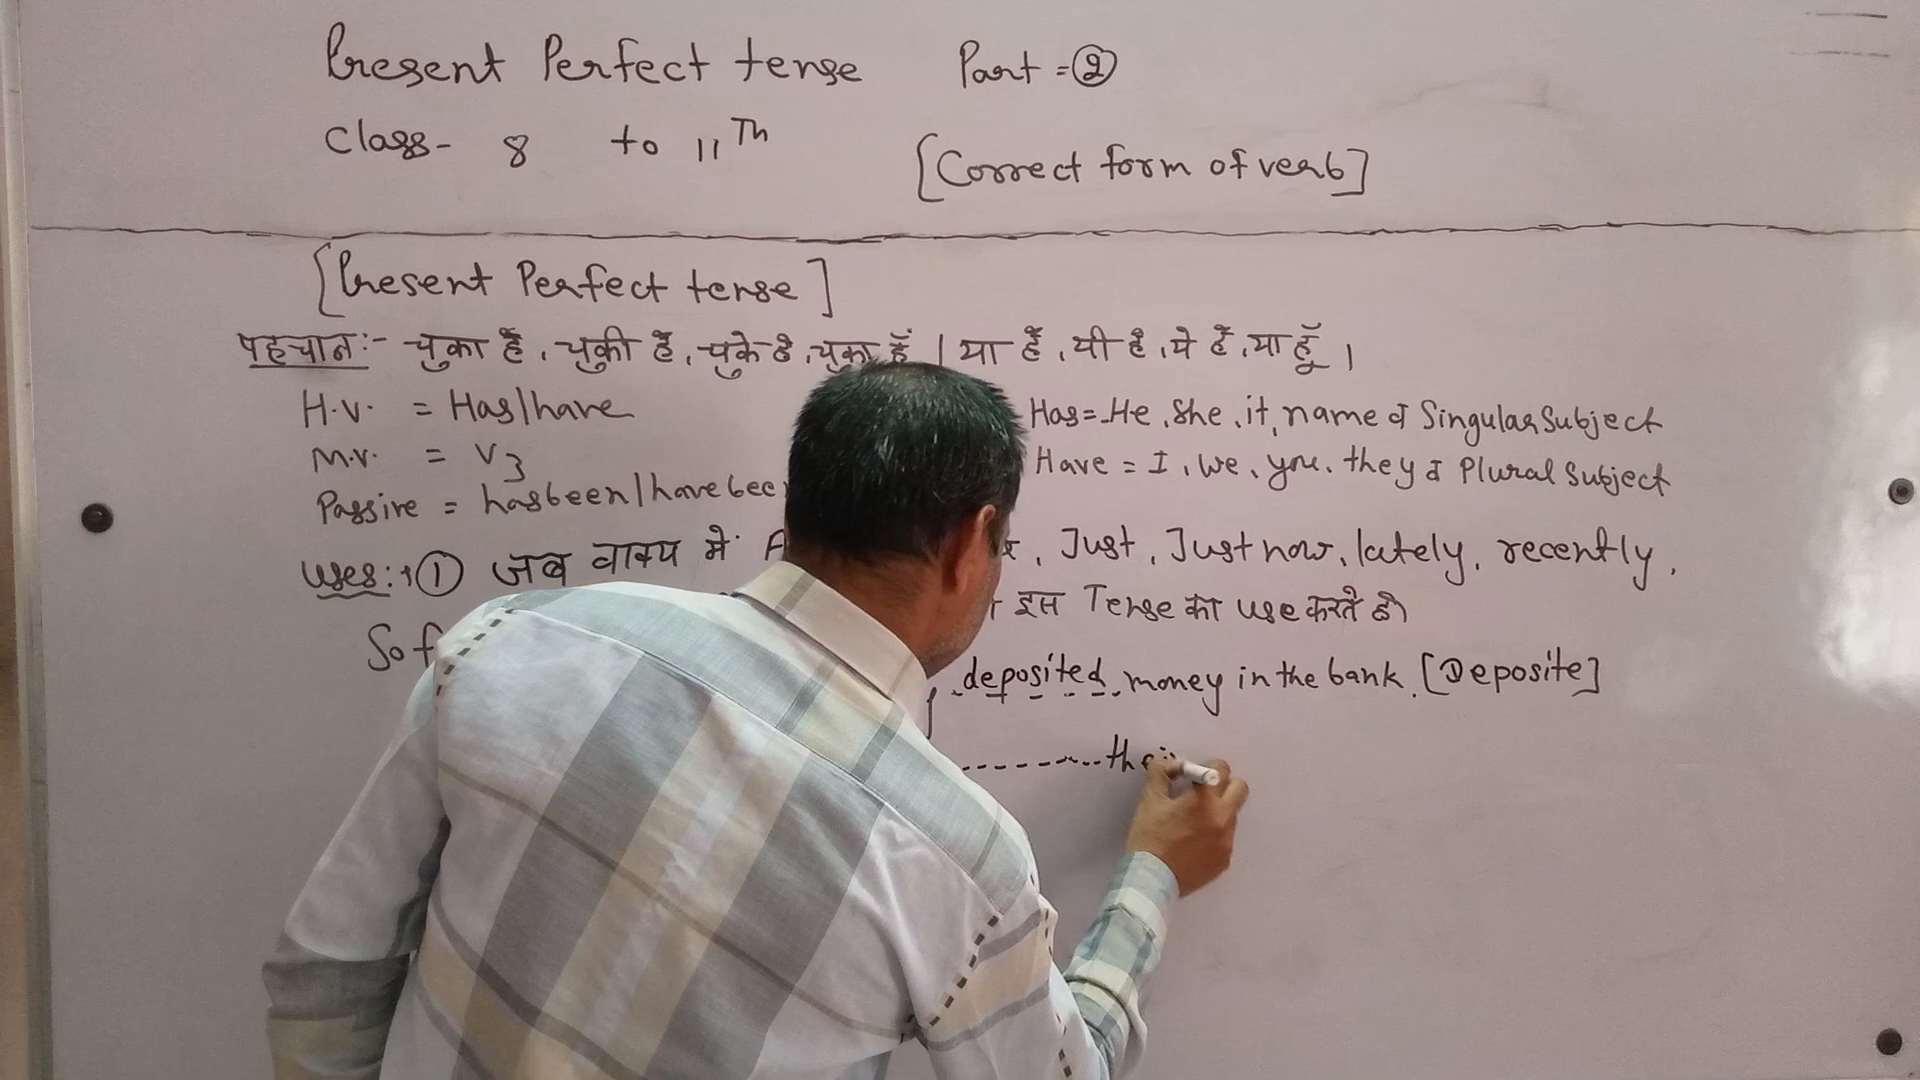 Present Perfect tense Part = ②
Class- 8 to 11Th
[Correct form of verb]
[Present Perfect tense]
पहचान:- चुका है, चुकी है, चुके है, चुका हूँ। या है, यी है, ये हैं, या हूँ।
H.V. = Has/have
Has = He, She, it, name व Singular Subject
M.V. = V3
Have = I, we, you, they व Plural Subject
Passive = has been/have bee
Uses:→① जब वाक्य में Just, Just now, lately, recently,
So f इस Tense का use करते है
deposited money in the bank. [Deposite]